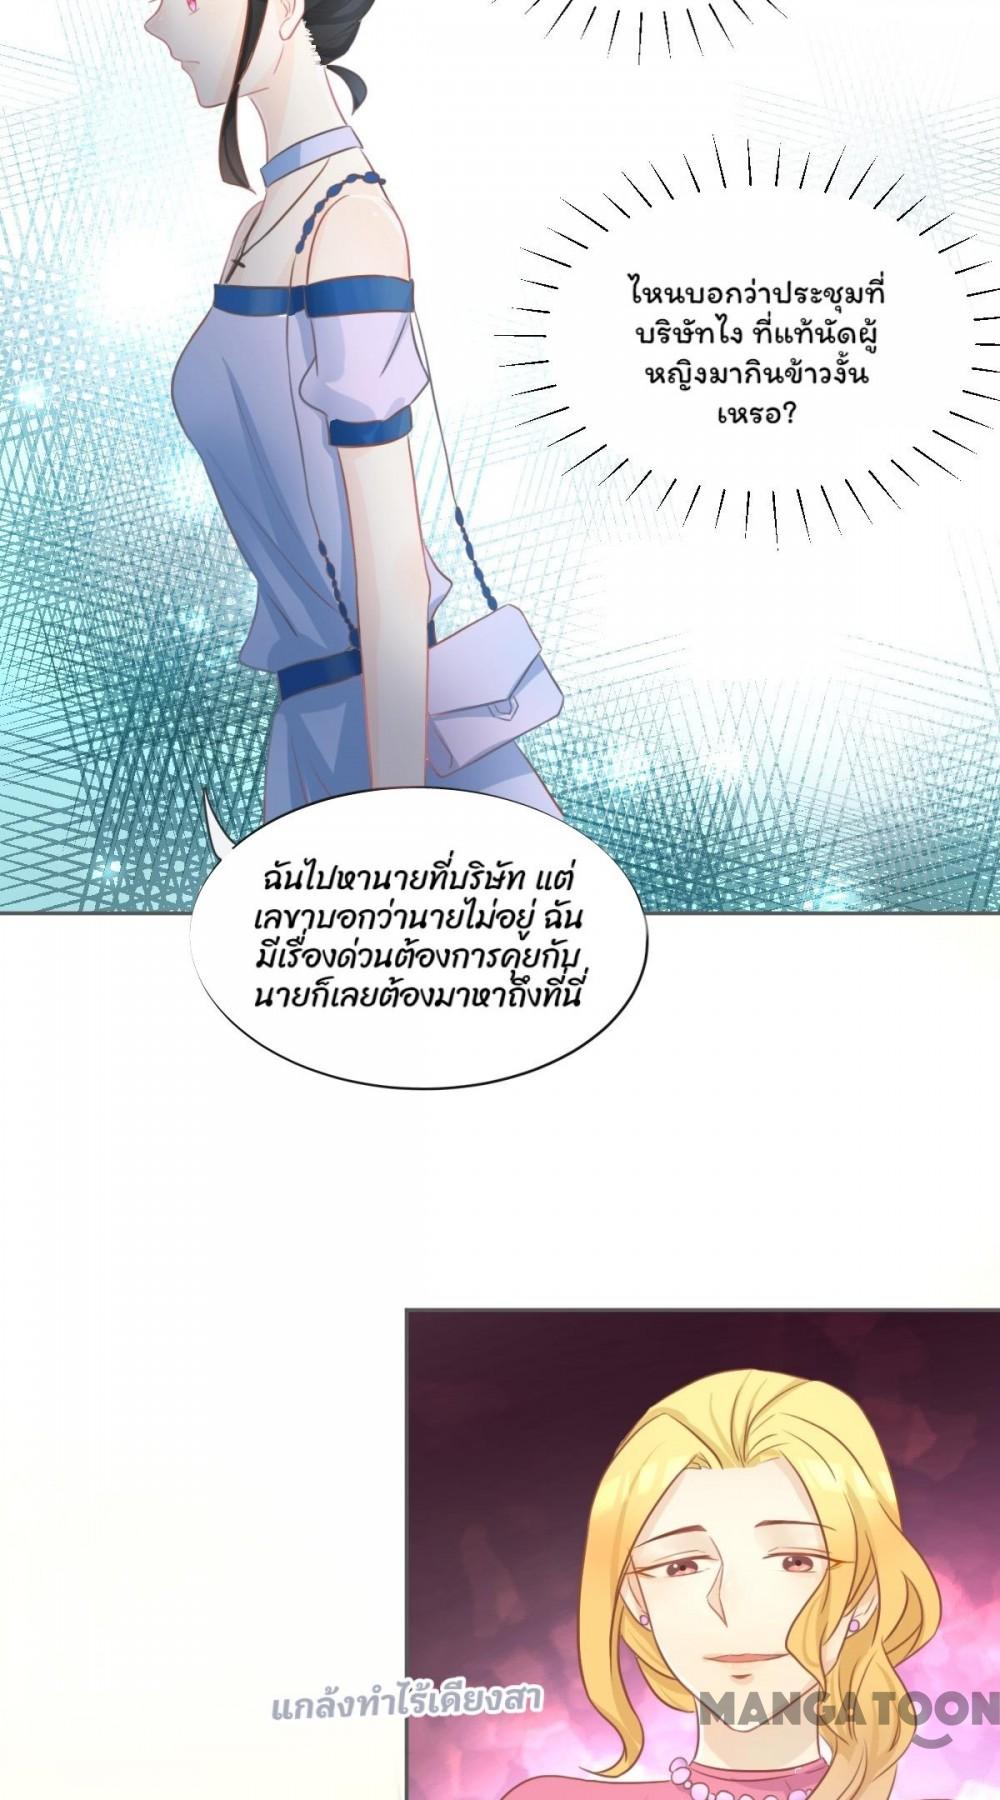 ไหนบอกว่าประชุมที่
บริษัทไง ที่แท้นัดผู้
หญิงมากินข้าวงั้น
เหรอ?
ฉันไปหานายที่บริษัท แต่
เลขาบอกว่านายไม่อยู่ ฉัน
มีเรื่องด่วนต้องการคุยกับ
นายก็เลยต้องมาหาถึงที่นี่
แกล้งทำไร้เดียงสา
MANGATOON